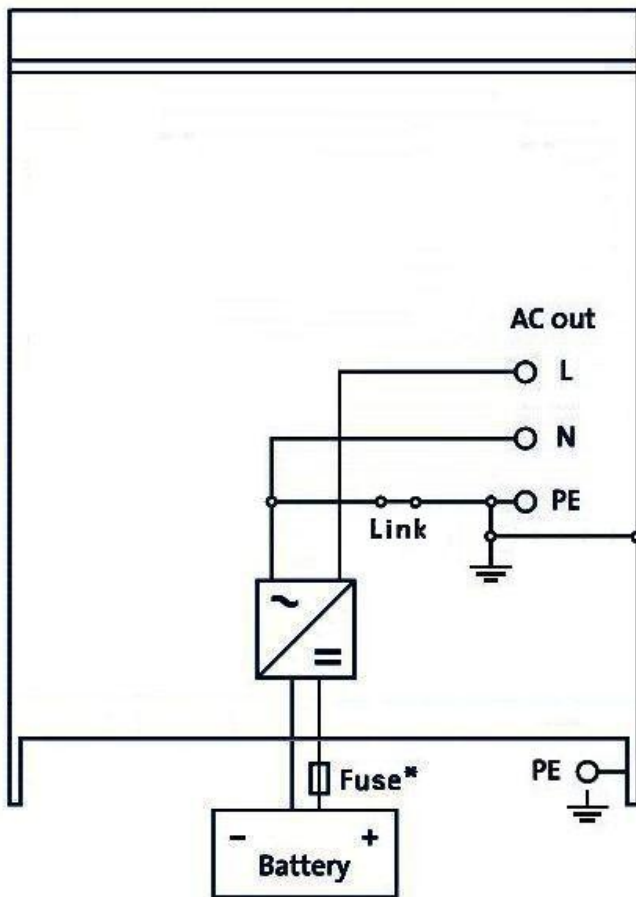 AC out
L
N
PE
Link
~
=
PE
Fuse*
- +
Battery